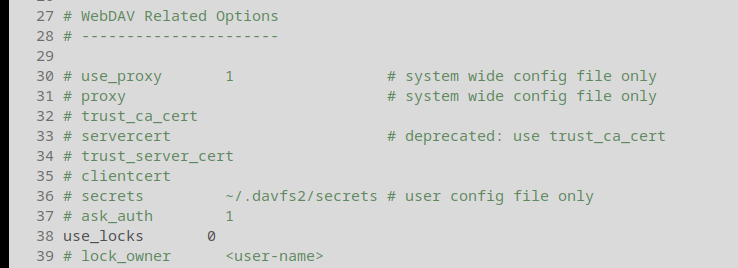 27 # WebDAV Related Options
28 # ----------------------
29
30 # use_proxy       1                 # system wide config file only
31 # proxy                             # system wide config file only
32 # trust_ca_cert
33 # servercert                        # deprecated: use trust_ca_cert
34 # trust_server_cert
35 # clientcert
36 # secrets         ~/.davfs2/secrets # user config file only
37 # ask_auth        1
38 use_locks       0
39 # lock_owner      <user-name>